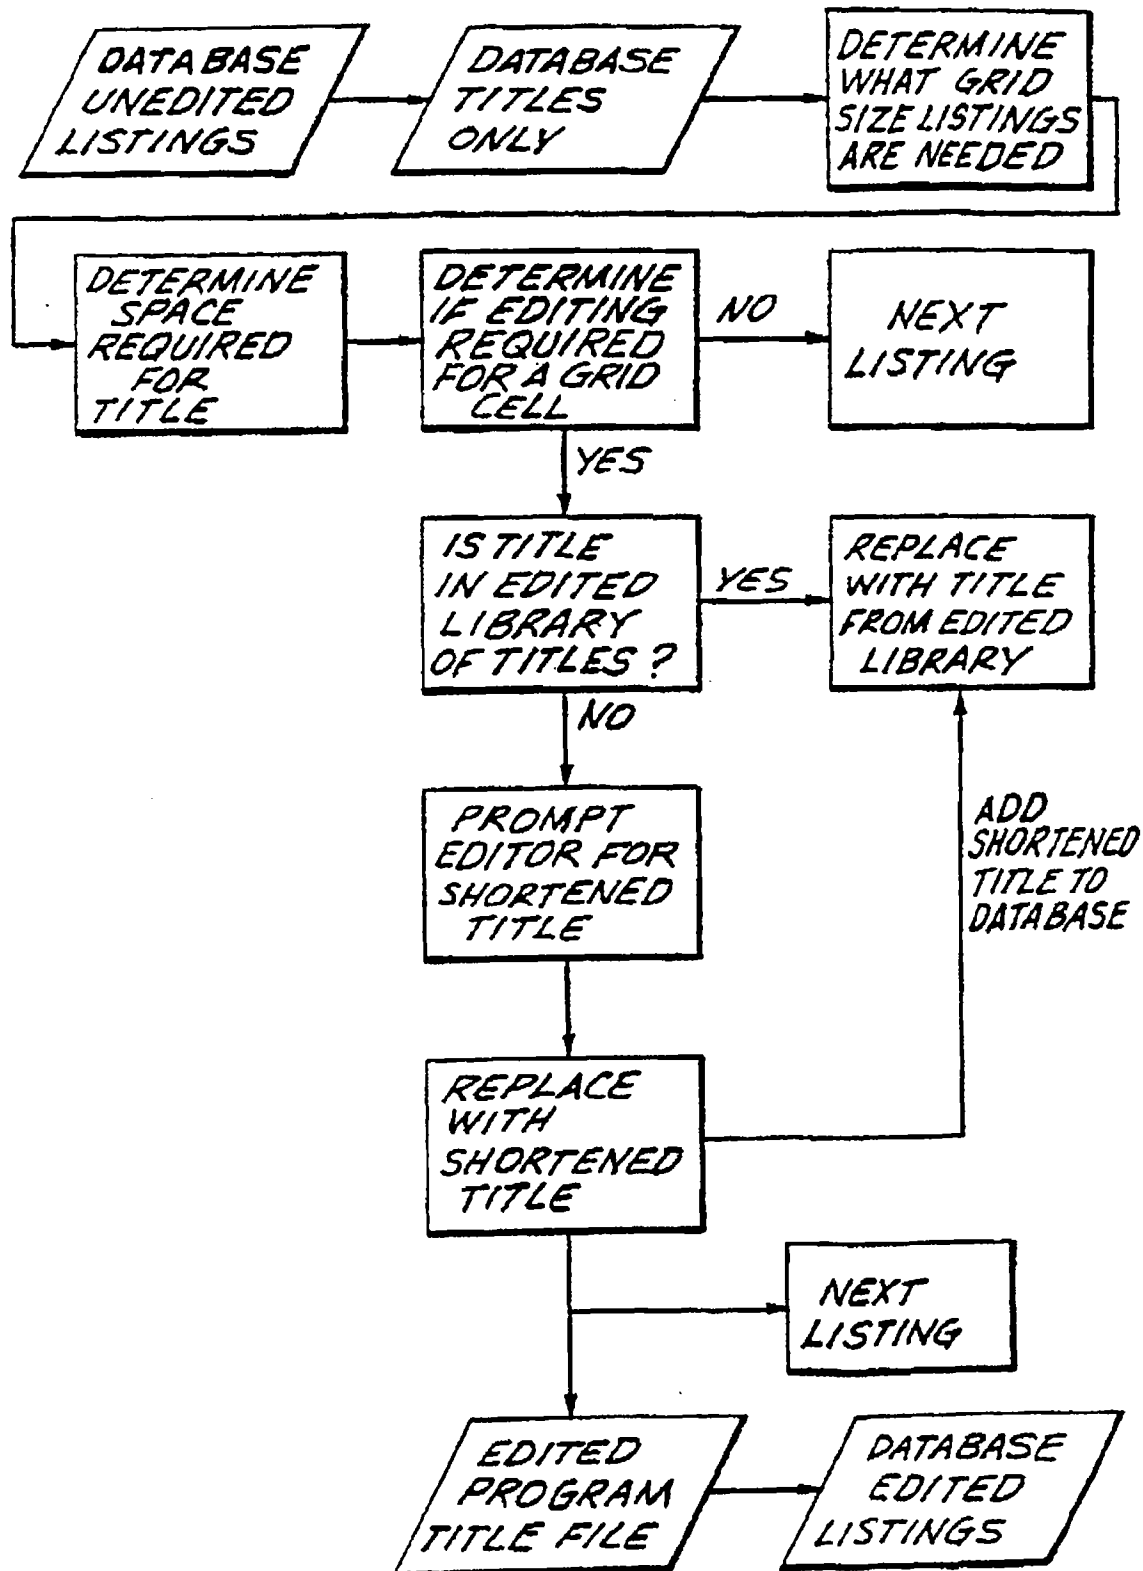 DATABASE
UNEDITED
LISTINGS
DATABASE
TITLES
ONLY
DETERMINE
WHAT GRID
SIZE LISTINGS
ARE NEEDED
DETERMINE
SPACE
REQUIRED
FOR
TITLE
DETERMINE
IF EDITING
REQUIRED
FOR A GRID
CELL
NO
NEXT
LISTING
YES
IS TITLE
IN EDITED
LIBRARY
OF TITLES?
YES
REPLACE
WITH TITLE
FROM EDITED
LIBRARY
NO
PROMPT
EDITOR FOR
SHORTENED
TITLE
ADD
SHORTENED
TITLE TO
DATABASE
REPLACE
WITH
SHORTENED
TITLE
NEXT
LISTING
EDITED
PROGRAM
TITLE FILE
DATABASE
EDITED
LISTINGS